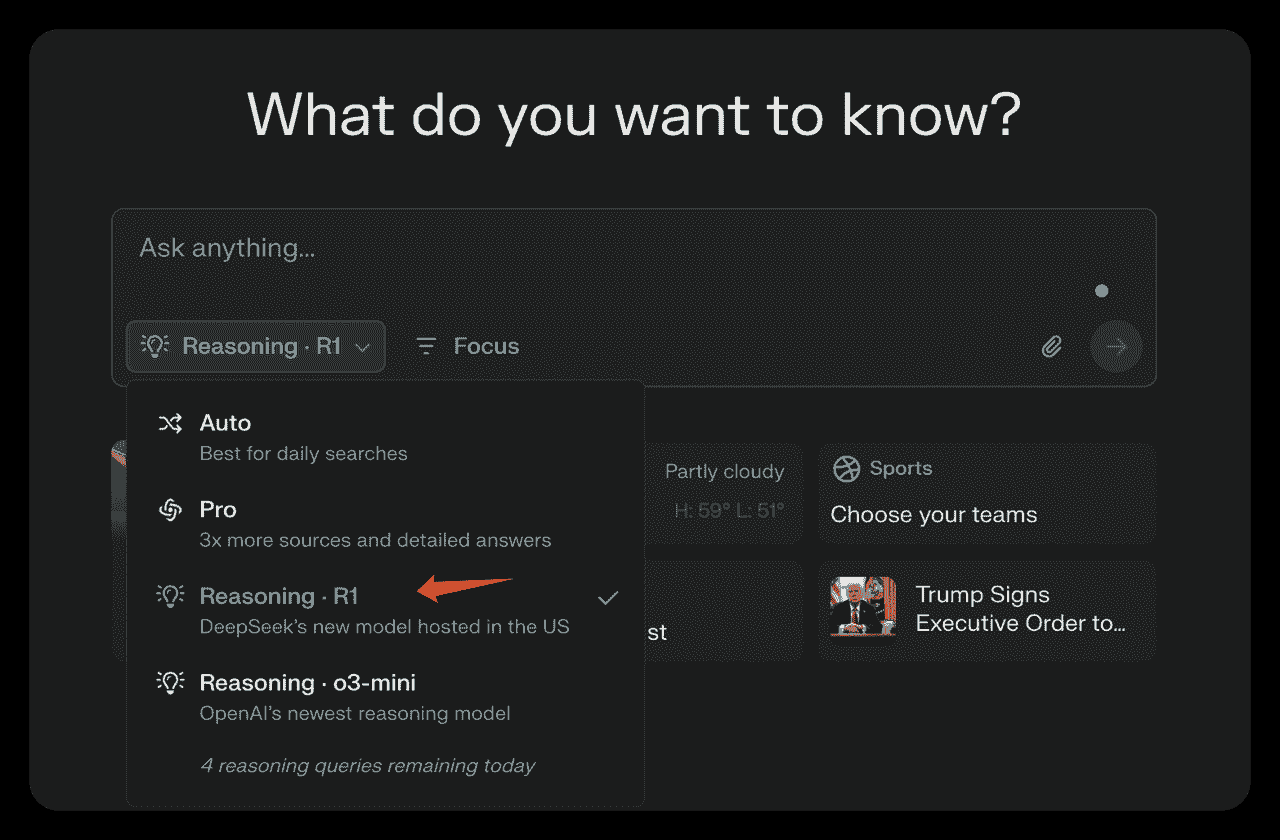 What do you want to know?
Ask anything...
Reasoning · R1
Focus
Auto
Best for daily searches
Pro
3x more sources and detailed answers
Reasoning · R1
DeepSeek's new model hosted in the US
Reasoning · o3-mini
OpenAI's newest reasoning model
4 reasoning queries remaining today
Partly cloudy
H: 59° L: 51°
st
Sports
Choose your teams
Trump Signs
Executive Order to...